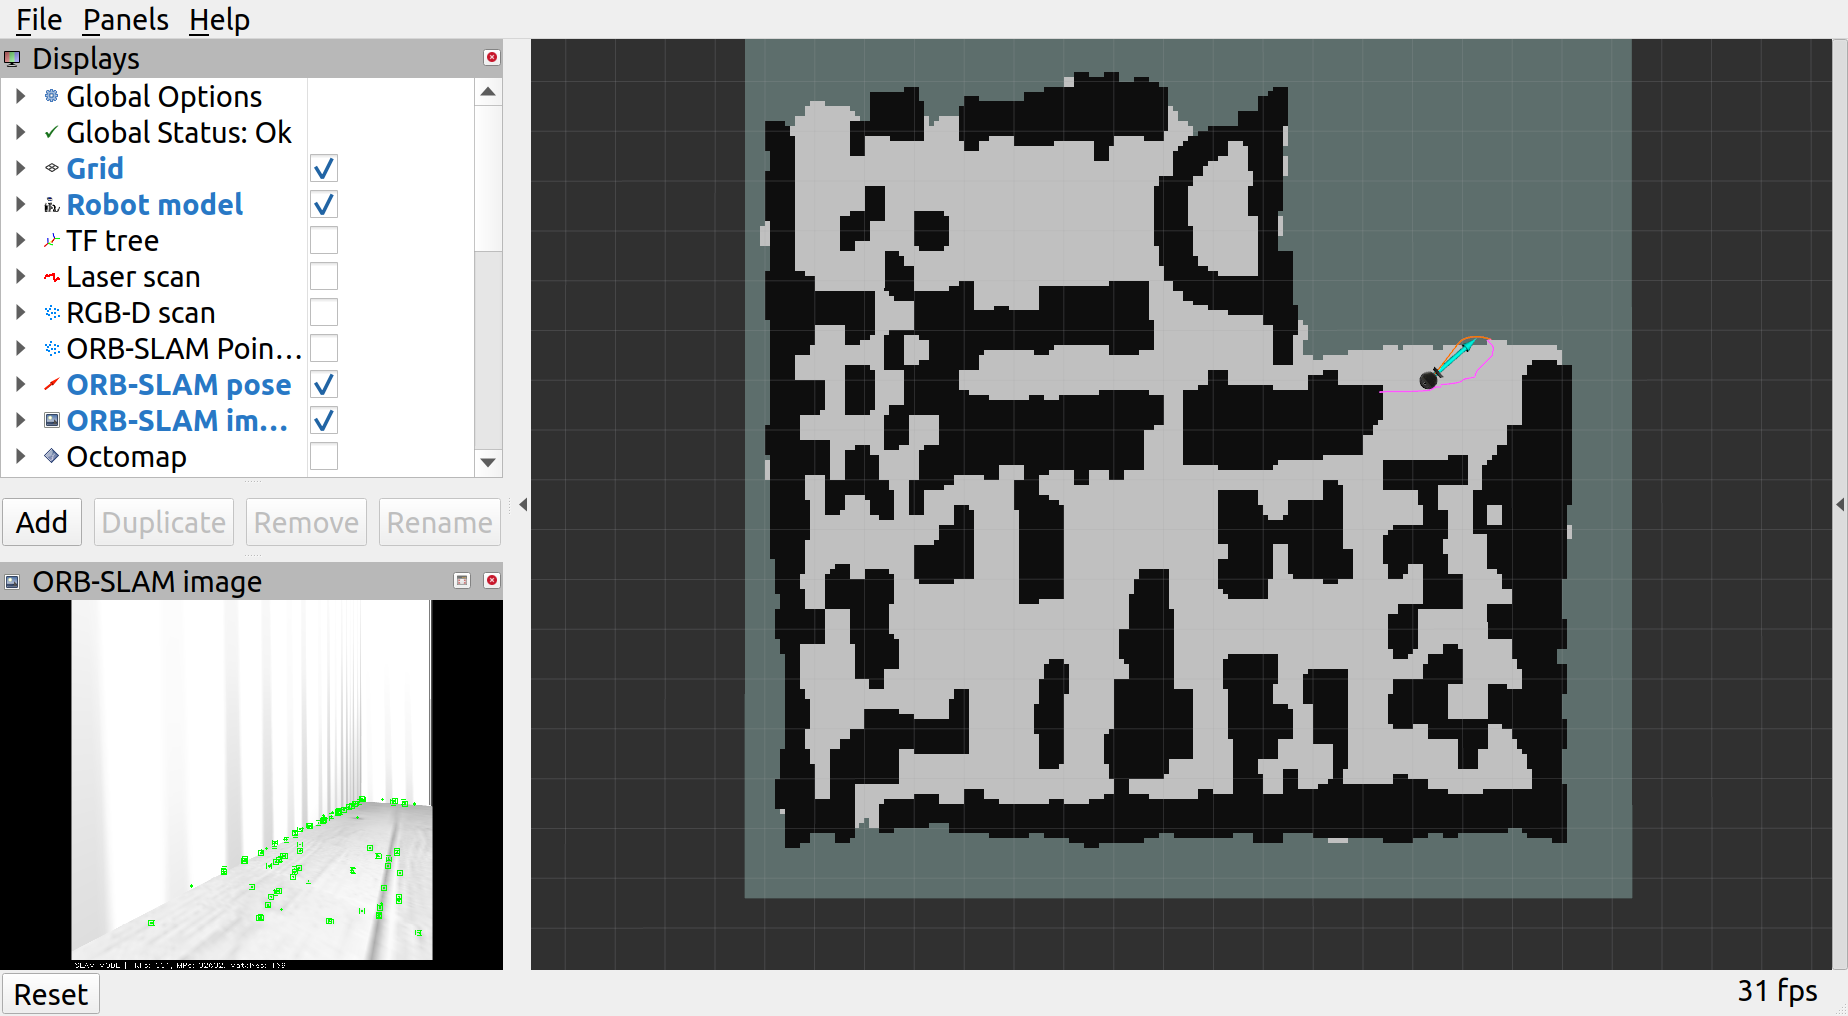 File Panels Help
Displays
Global Options
Global Status: Ok
Grid
Robot model
TF tree
Laser scan
RGB-D scan
ORB-SLAM Poin...
ORB-SLAM pose
ORB-SLAM im...
Octomap
Add Duplicate Remove Rename
ORB-SLAM image
SLAM MODE |
Reset
31 fps